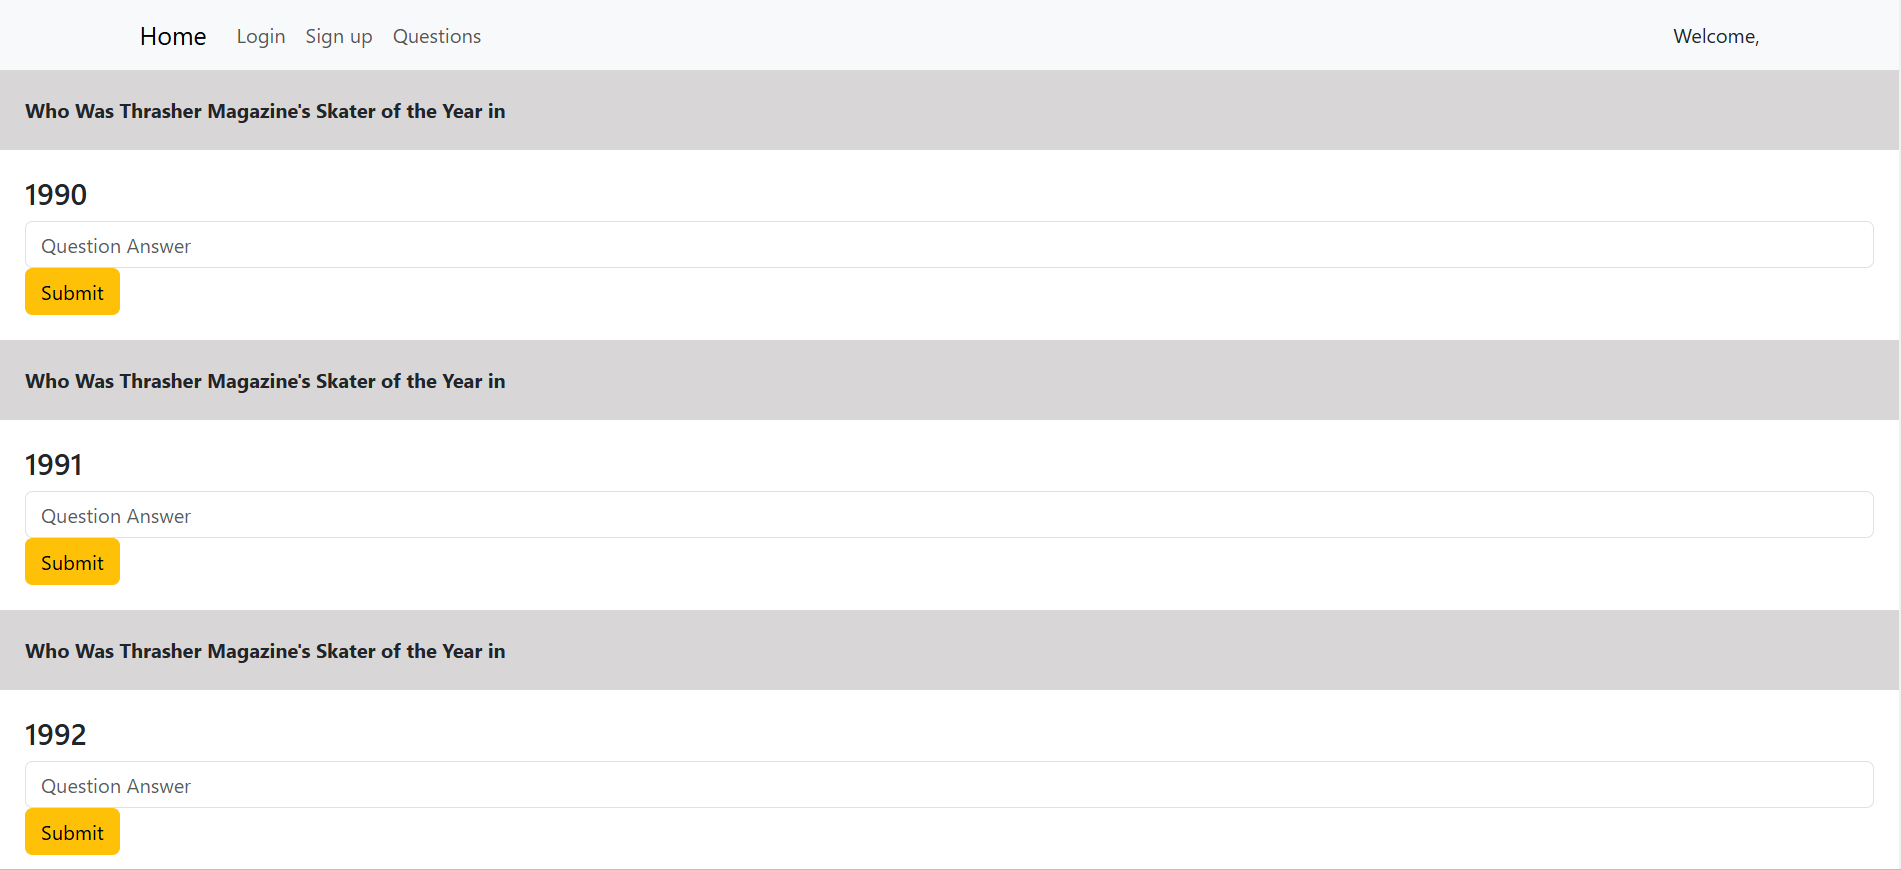 Home Login Sign up Questions Welcome,
Who Was Thrasher Magazine's Skater of the Year in
1990
Question Answer
Submit
Who Was Thrasher Magazine's Skater of the Year in
1991
Question Answer
Submit
Who Was Thrasher Magazine's Skater of the Year in
1992
Question Answer
Submit